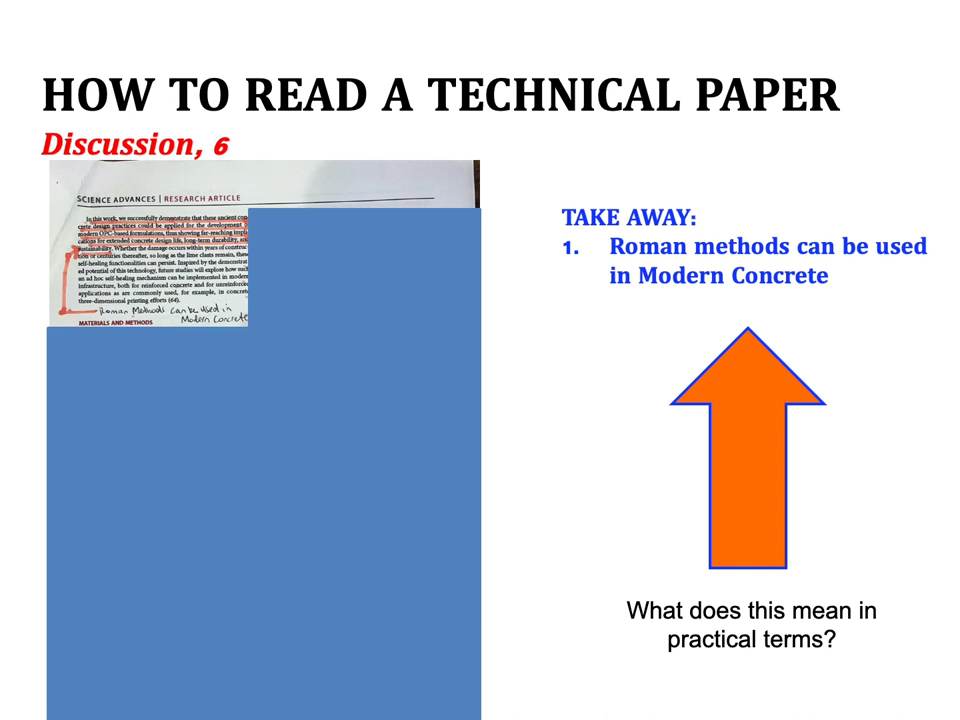 HOW TO READ A TECHNICAL PAPER
Discussion, 6
SCIENCE ADVANCES | RESEARCH ARTICLE
In this work, we successfully demonstrate that these ancient con-
crete design practices could be applied for the development
modern OPC-based formulations, thus showing far-reaching impli
cations for extended concrete design life, long-term durability, and
sustainability. Whether the damage occurs within years of construc
tion or centuries thereafter, so long as the lime clasts remain, thes
self-healing functionalities can persist. Inspired by the demonstrat
ed potential of this technology, future studies will explore how such
an ad hoc self-healing mechanism can be implemented in modern
infrastructure, both for reinforced concrete and for unreinforced
applications as are commonly used, for example, in concrete
three-dimensional printing efforts (64).
Roman Methods can be used in
Modern Concrete
MATERIALS AND METHODS
TAKE AWAY:
1. Roman methods can be used
in Modern Concrete
What does this mean in
practical terms?